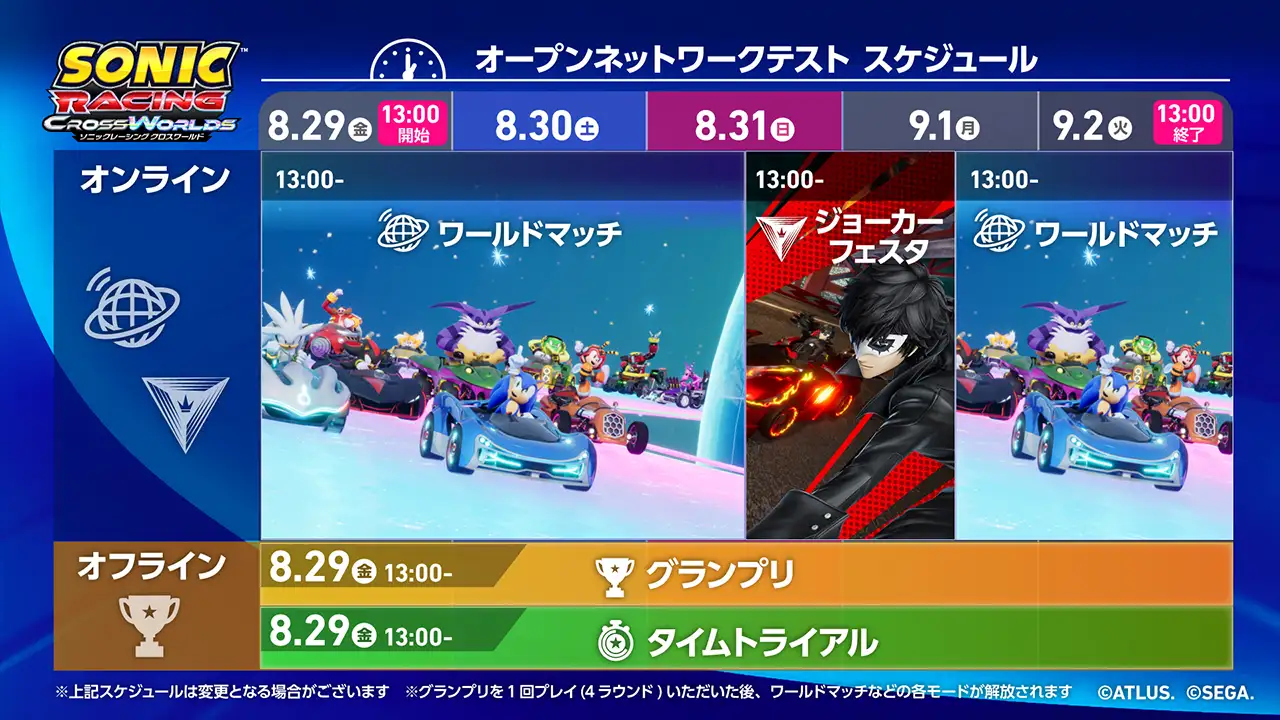 SONIC
RACING
CROSSWORLDS
ソニックレーシング クロスワールド
オープンネットワークテスト スケジュール
8.29 金 13:00 開始
8.30 土
8.31 日
9.1 月
9.2 火 13:00 終了
オンライン
13:00-
ワールドマッチ
13:00-
ジョーカー
フェスタ
13:00-
ワールドマッチ
オフライン
8.29 金 13:00-
グランプリ
8.29 金 13:00-
タイムトライアル
※上記スケジュールは変更となる場合がございます ※グランプリを1回プレイ(4ラウンド)いただいた後、ワールドマッチなどの各モードが解放されます ©ATLUS. ©SEGA.